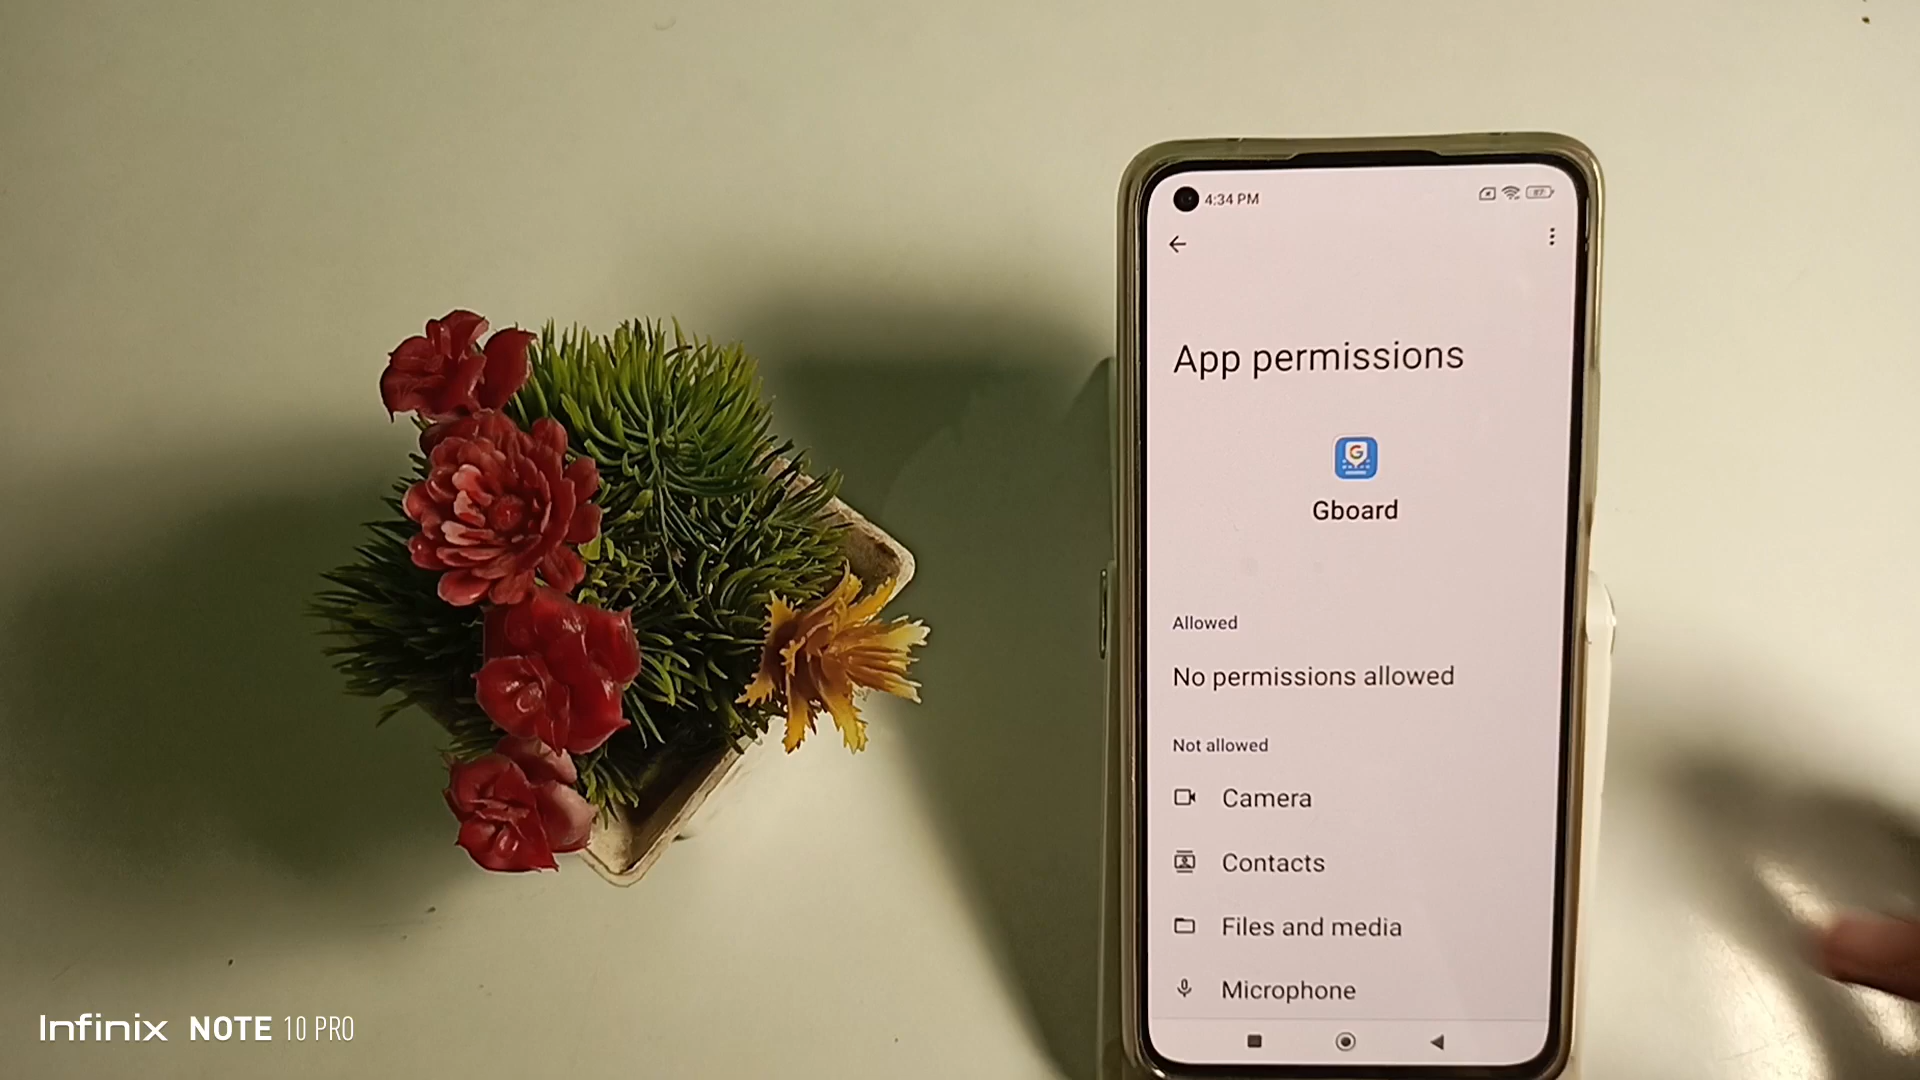 4:34 PM
87
App permissions
G
Gboard
Allowed
No permissions allowed
Not allowed
Camera
Contacts
Files and media
Microphone
Infinix NOTE 10 PRO